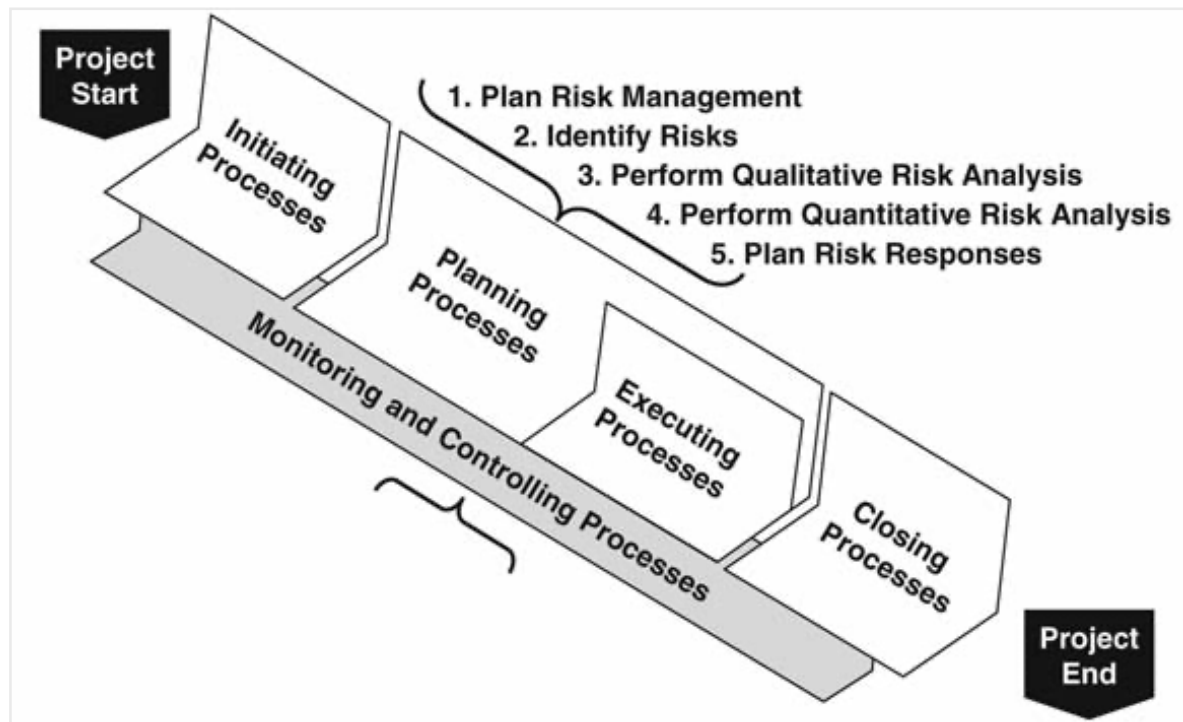 Project
Start
1. Plan Risk Management
2. Identify Risks
3. Perform Qualitative Risk Analysis
4. Perform Quantitative Risk Analysis
5. Plan Risk Responses
Initiating
Processes
Planning
Processes
Executing
Processes
Monitoring and Controlling Processes
Closing
Processes
Project
End